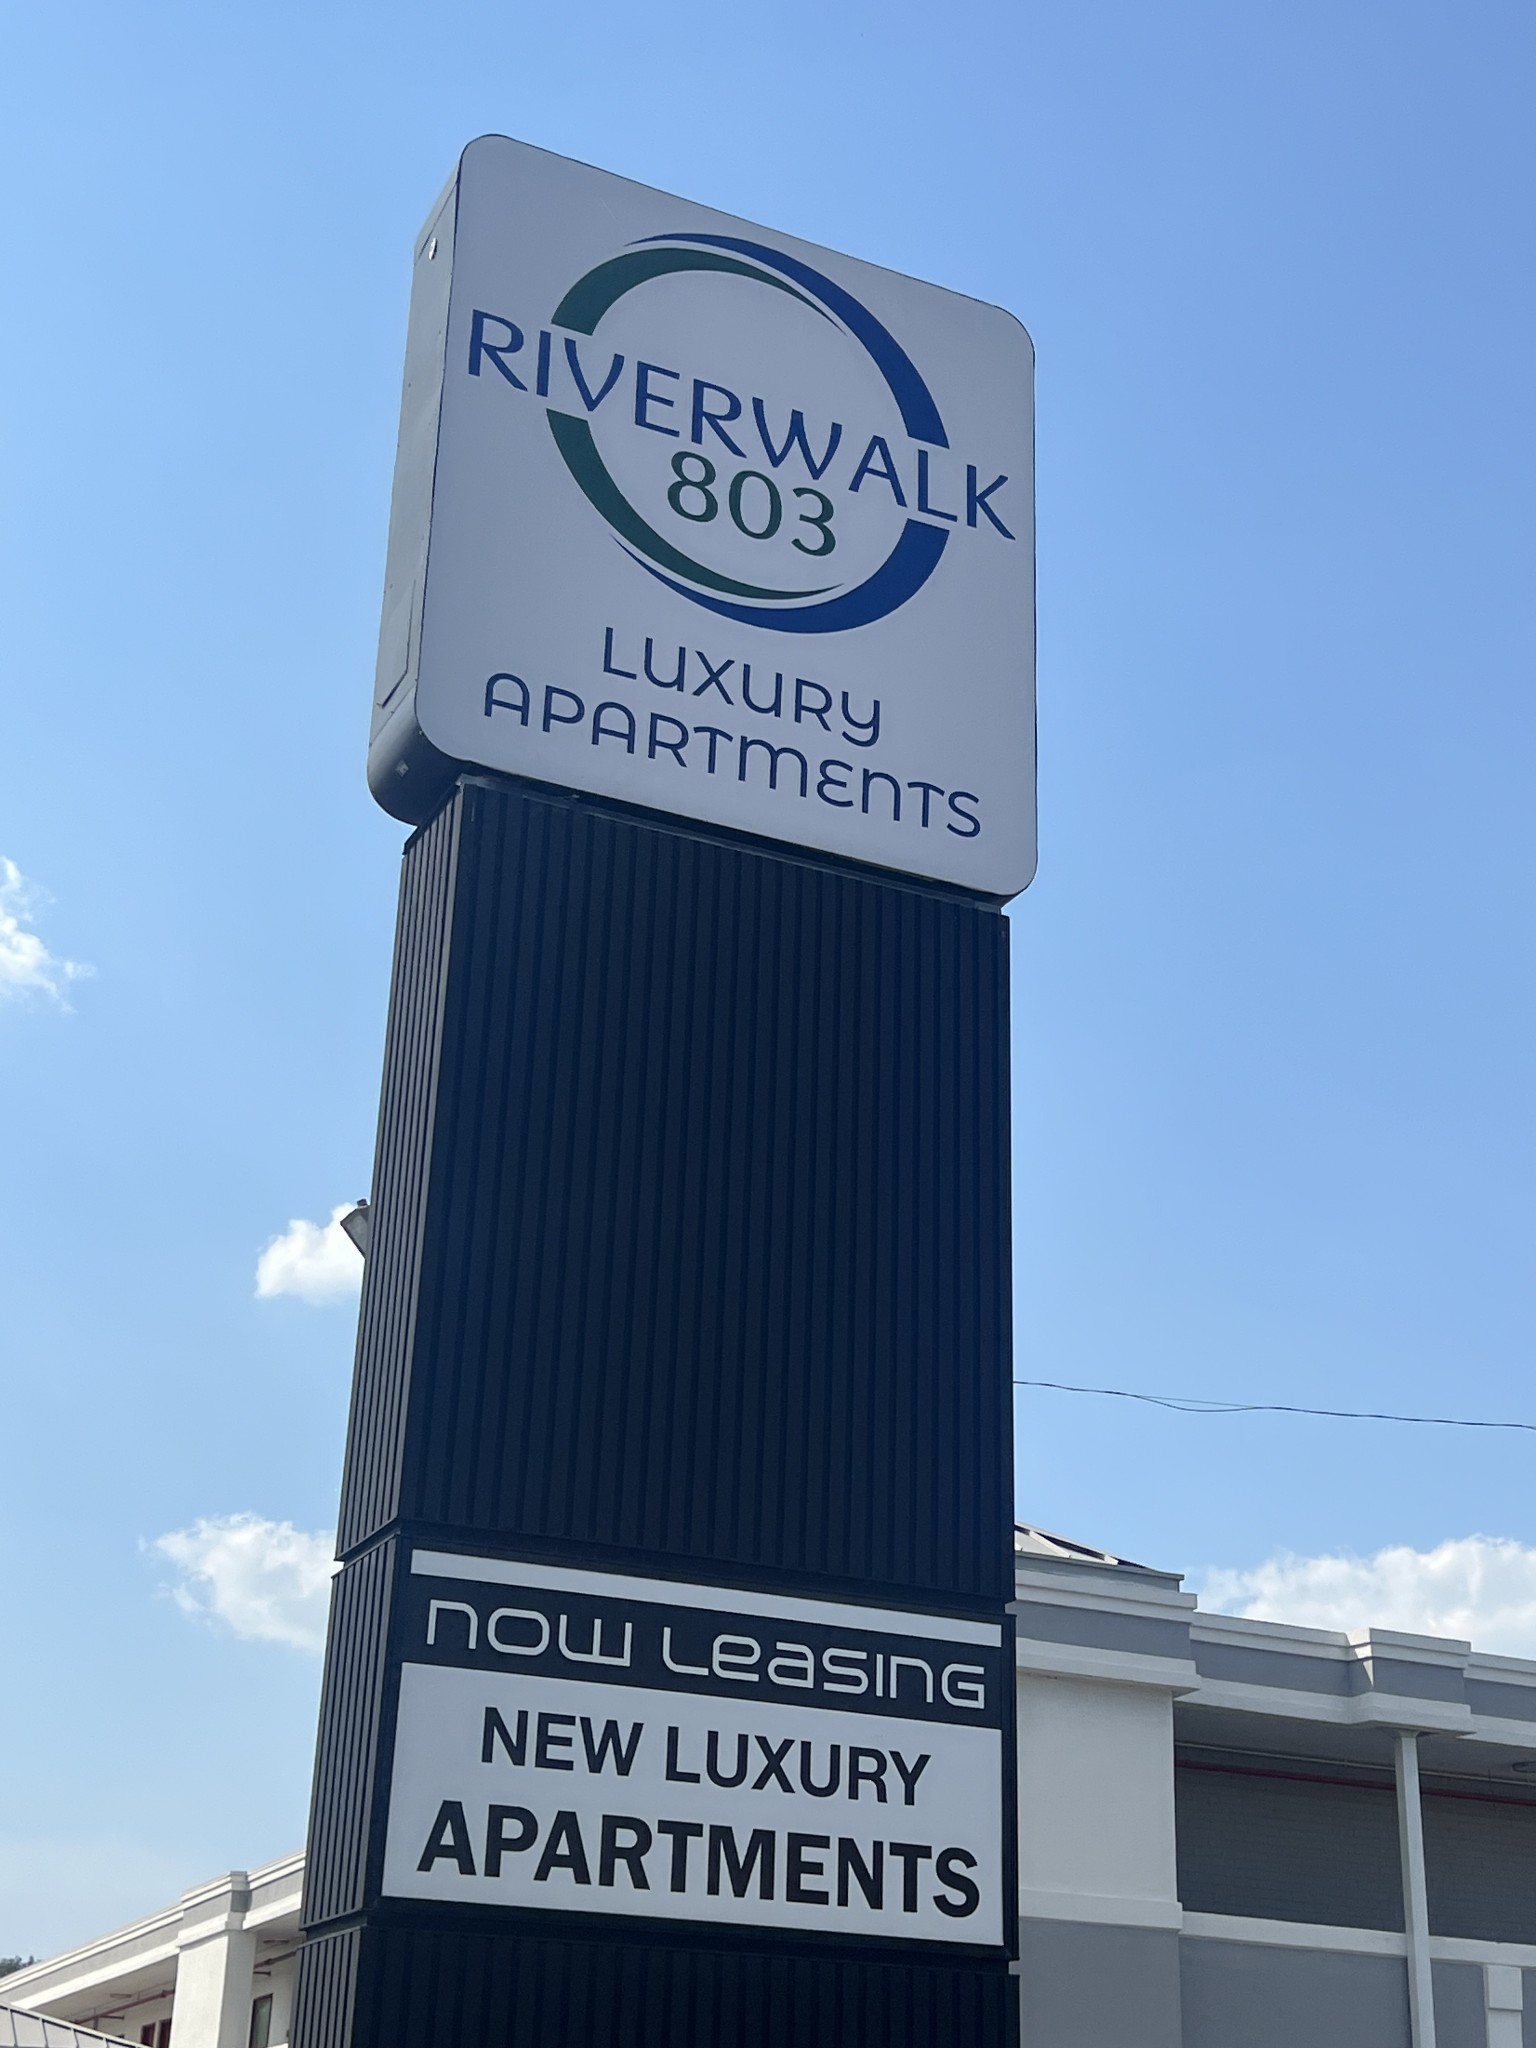 RIVERWALK
803
LUXURY
APARTMENTS
NOW LEASING
NEW LUXURY
APARTMENTS